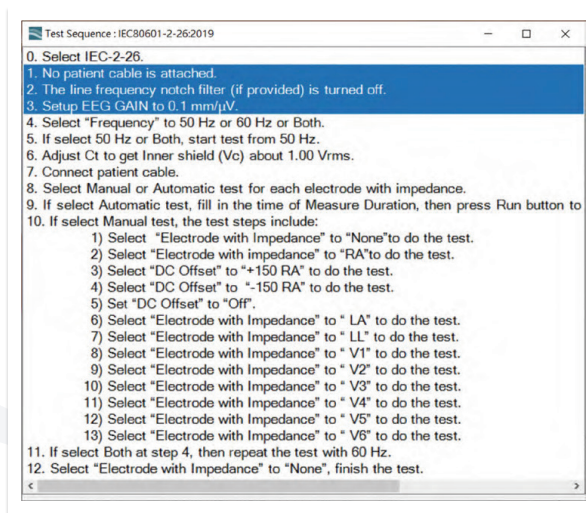 Test Sequence : IEC80601-2-26:2019
0. Select IEC-2-26.
1. No patient cable is attached.
2. The line frequency notch filter (if provided) is turned off.
3. Setup EEG GAIN to 0.1 mm/µV.
4. Select “Frequency” to 50 Hz or 60 Hz or Both.
5. If select 50 Hz or Both, start test from 50 Hz.
6. Adjust Ct to get Inner shield (Vc) about 1.00 Vrms.
7. Connect patient cable.
8. Select Manual or Automatic test for each electrode with impedance.
9. If select Automatic test, fill in the time of Measure Duration, then press Run button to
10. If select Manual test, the test steps include:
1) Select “Electrode with Impedance” to “None”to do the test.
2) Select “Electrode with impedance” to “RA”to do the test.
3) Select “DC Offset” to “+150 RA” to do the test.
4) Select “DC Offset” to “-150 RA” to do the test.
5) Set “DC Offset” to “Off”.
6) Select “Electrode with Impedance” to “ LA” to do the test.
7) Select “Electrode with Impedance” to “ LL” to do the test.
8) Select “Electrode with Impedance” to “ V1” to do the test.
9) Select “Electrode with Impedance” to “ V2” to do the test.
10) Select “Electrode with Impedance” to “ V3” to do the test.
11) Select “Electrode with Impedance” to “ V4” to do the test.
12) Select “Electrode with Impedance” to “ V5” to do the test.
13) Select “Electrode with Impedance” to “ V6” to do the test.
11. If select Both at step 4, then repeat the test with 60 Hz.
12. Select “Electrode with Impedance” to “None”, finish the test.